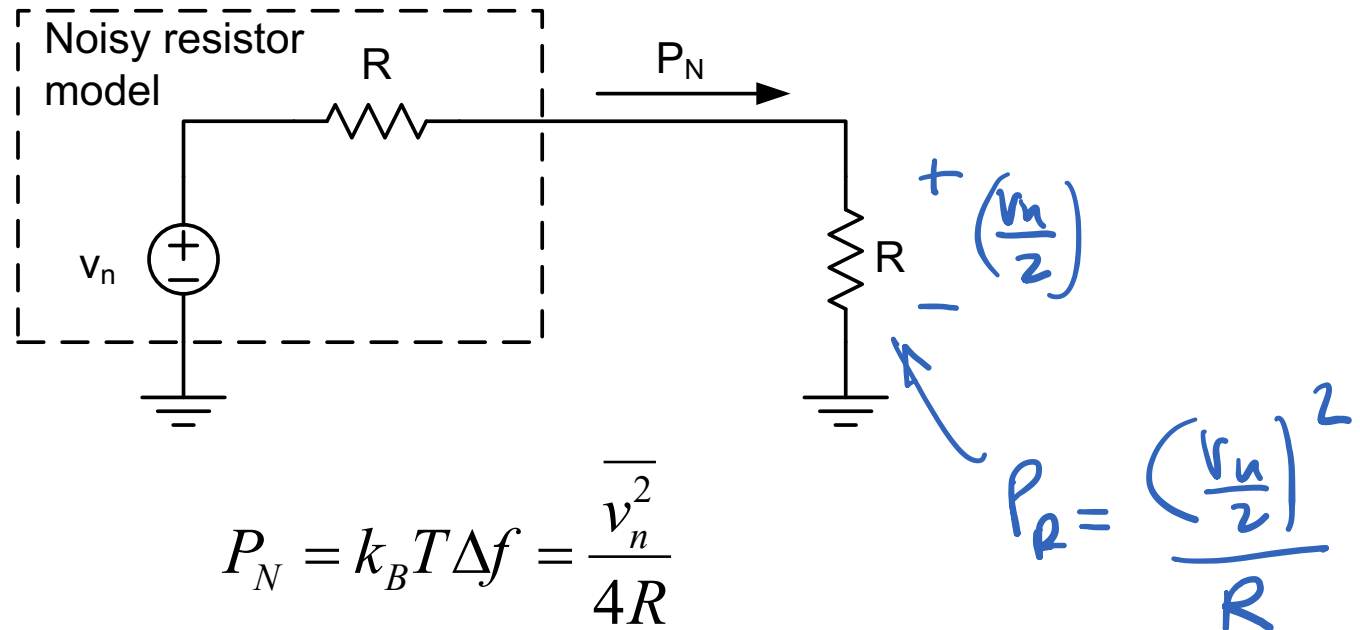 Noisy resistor
model
R
P_N
v_n
+
−
R
+
(v_n/2)
−
P_N = k_B T Δf = \overline{v_n^2}/4R
P_R = (v_n/2)^2/R